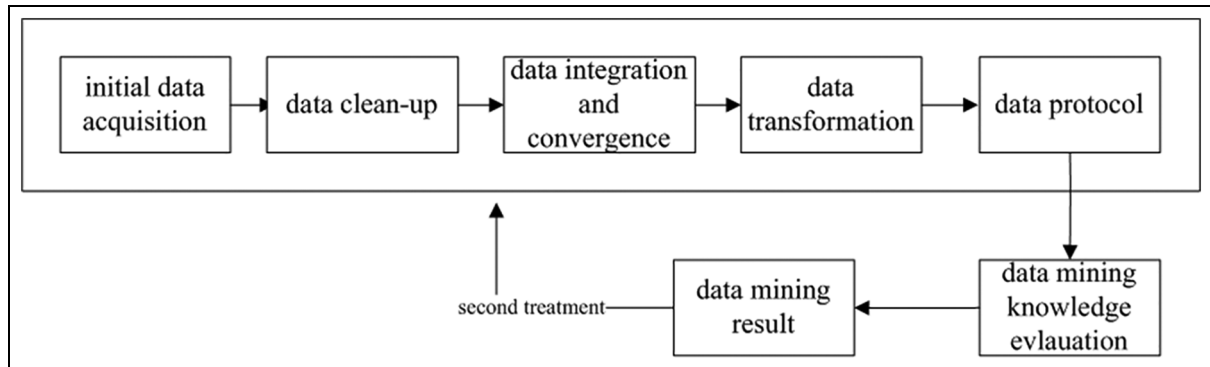 initial data
acquisition
data clean-up
data integration
and
convergence
data
transformation
data protocol
second treatment
data mining
result
data mining
knowledge
evlauation